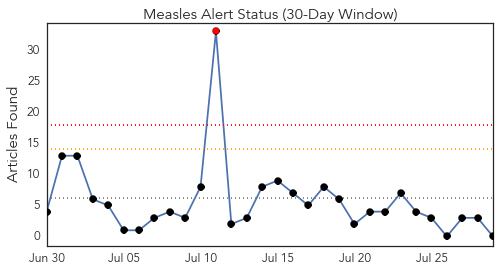 Measles Alert Status (30-Day Window)
Articles Found
30
25
20
15
10
5
0
Jun 30
Jul 05
Jul 10
Jul 15
Jul 20
Jul 25